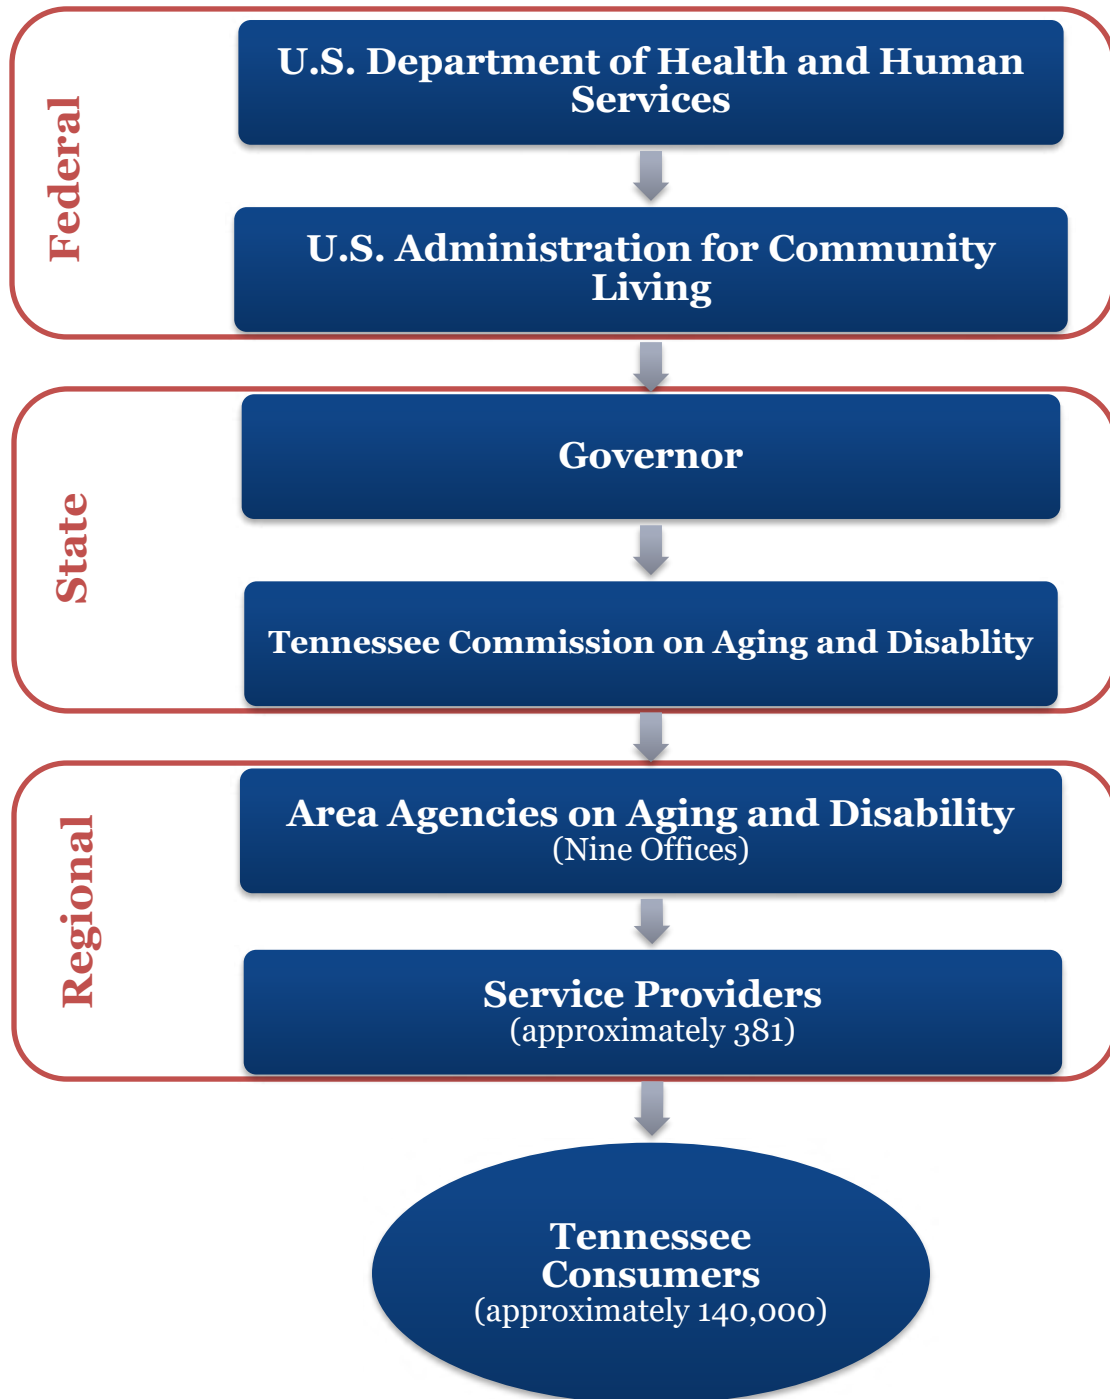 Federal
U.S. Department of Health and Human
Services
U.S. Administration for Community
Living
State
Governor
Tennessee Commission on Aging and Disablity
Regional
Area Agencies on Aging and Disability
(Nine Offices)
Service Providers
(approximately 381)
Tennessee
Consumers
(approximately 140,000)